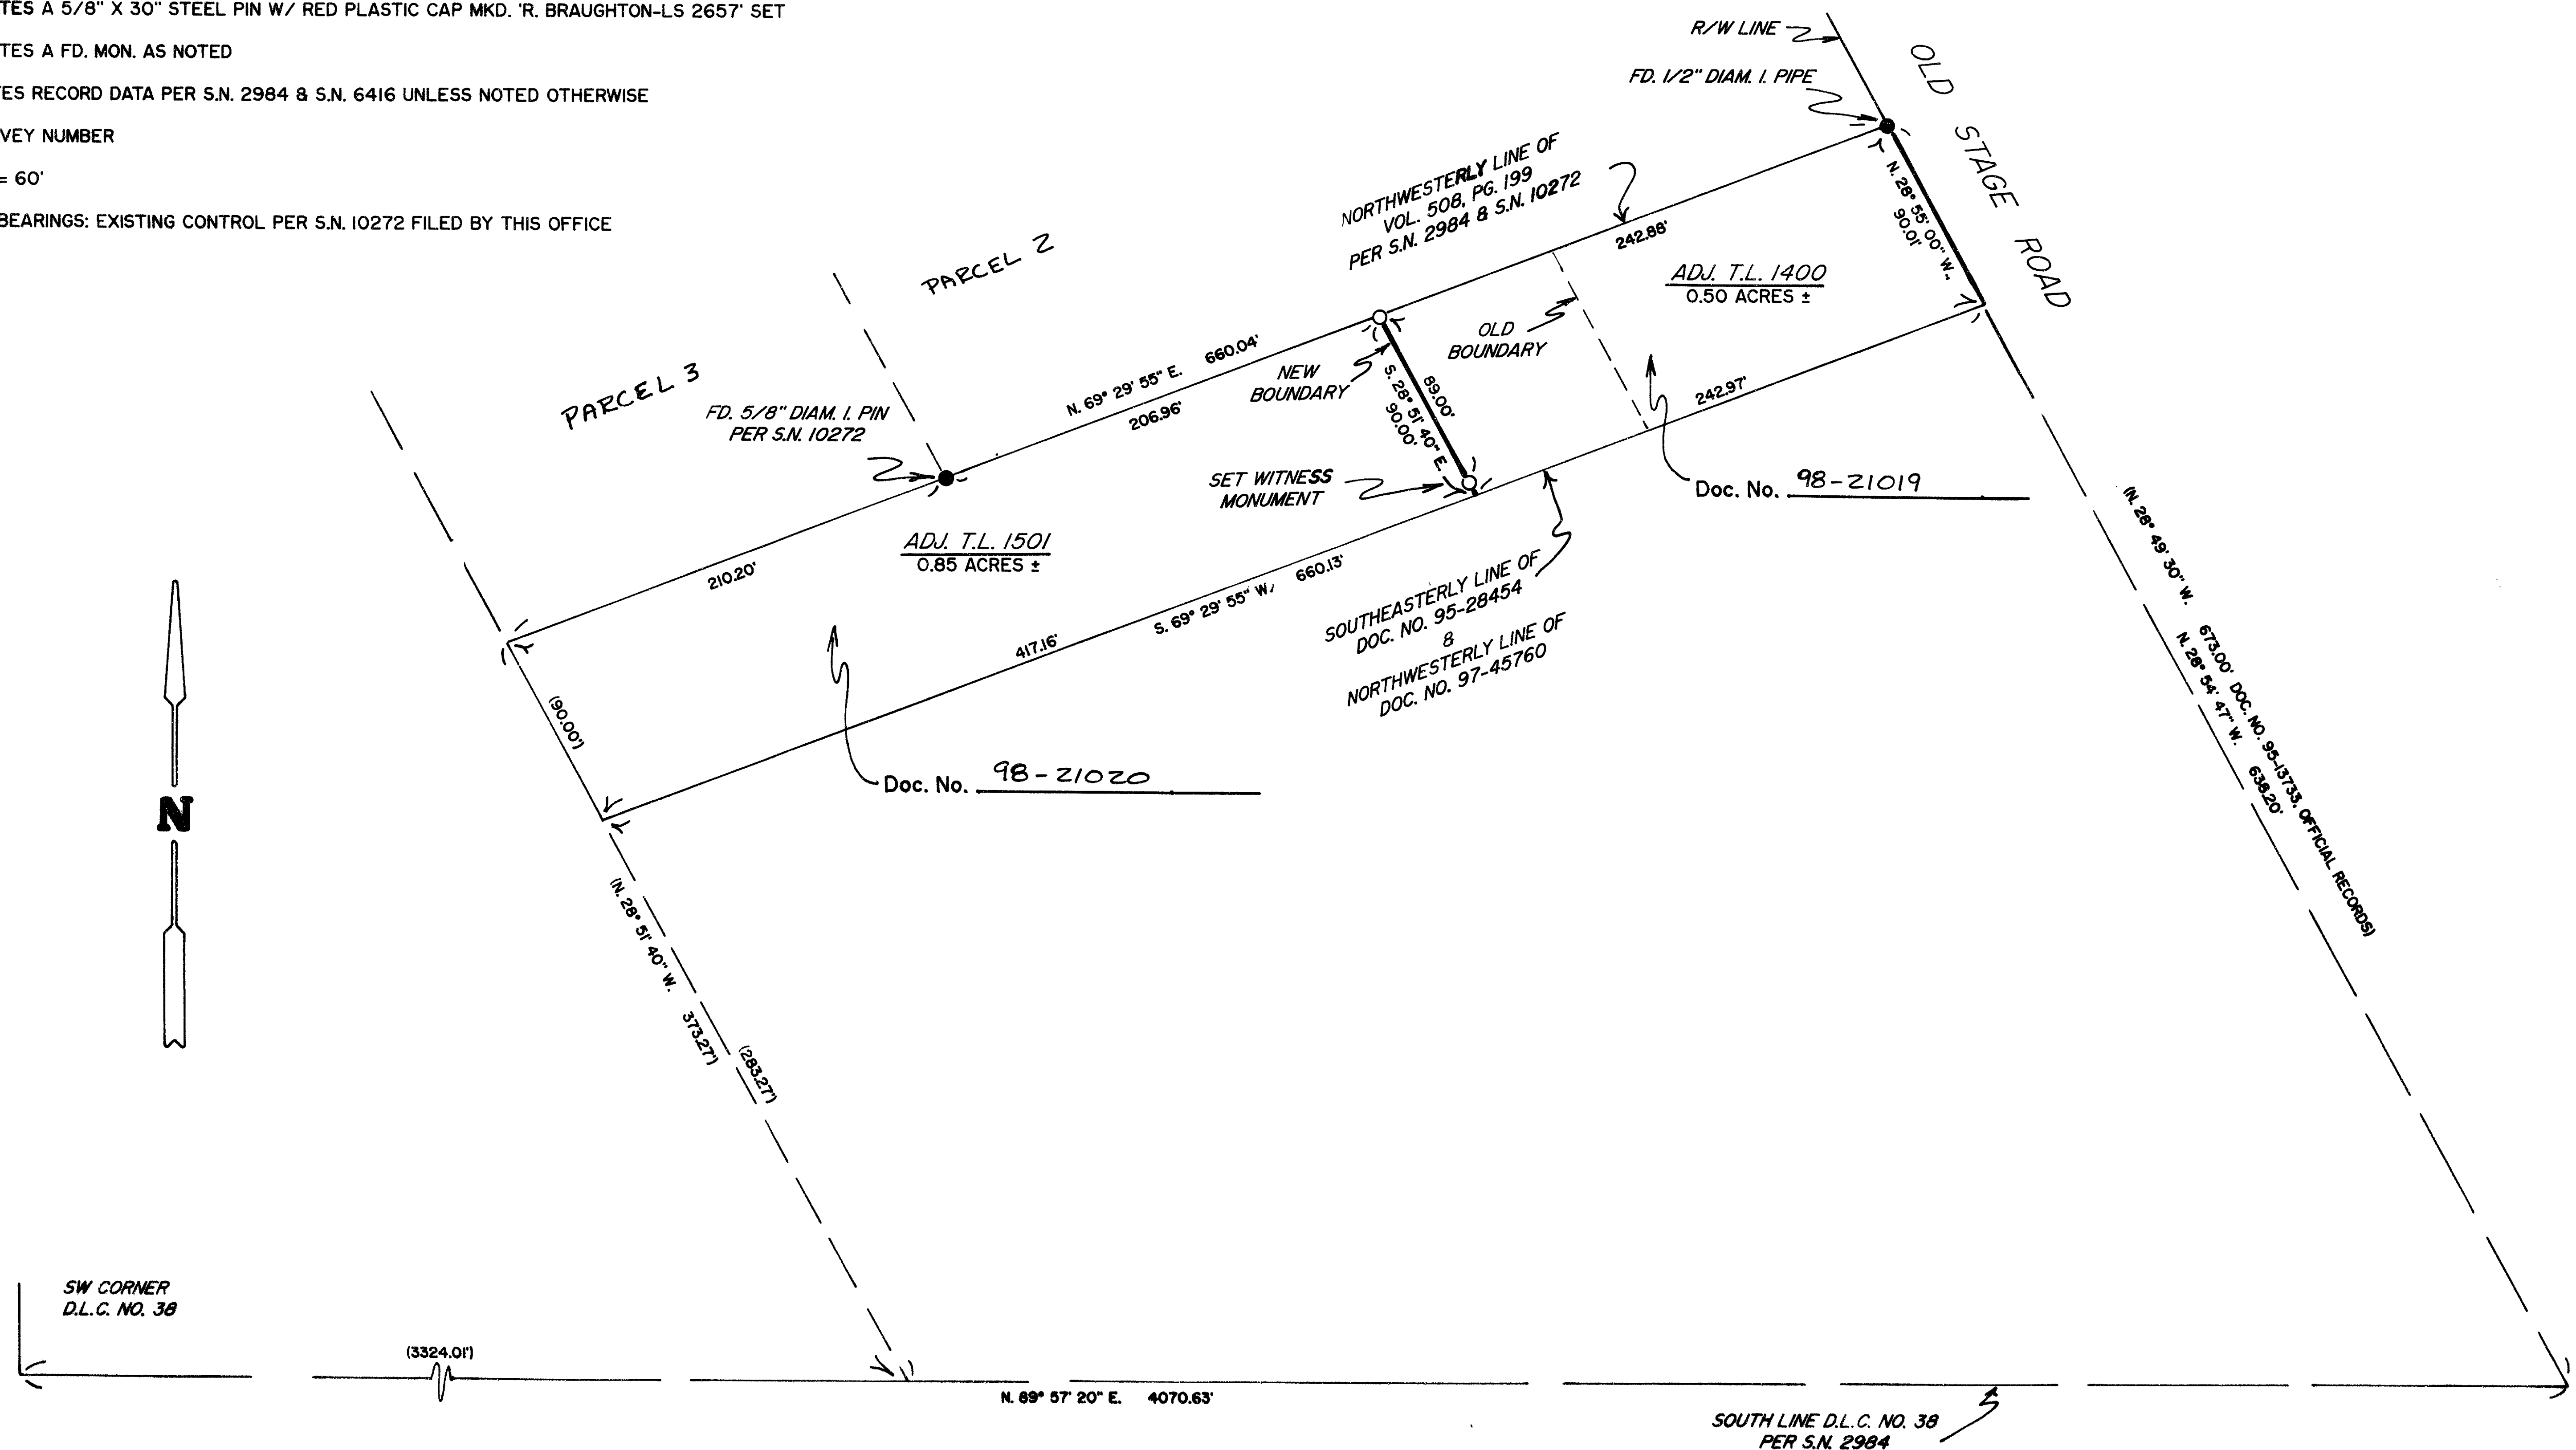 TES A 5/8" X 30" STEEL PIN W/ RED PLASTIC CAP MKD. 'R. BRAUGHTON-LS 2657' SET
TES A FD. MON. AS NOTED
TES RECORD DATA PER S.N. 2984 & S.N. 6416 UNLESS NOTED OTHERWISE
VEY NUMBER
= 60'
BEARINGS: EXISTING CONTROL PER S.N. 10272 FILED BY THIS OFFICE
R/W LINE
FD. 1/2" DIAM. I. PIPE
OLD STAGE ROAD
N. 28° 55' 00" W.
90.01'
NORTHWESTERLY LINE OF
VOL. 508, PG. 199
PER S.N. 2984 & S.N. 10272
242.88'
ADJ. T.L. 1400
0.50 ACRES ±
PARCEL 2
OLD
BOUNDARY
NEW
BOUNDARY
N. 69° 29' 55" E. 660.04'
206.96'
89.00'
S. 28° 51' 40" E.
90.00'
242.97'
PARCEL 3
FD. 5/8" DIAM. I. PIN
PER S.N. 10272
SET WITNESS
MONUMENT
Doc. No. 98-21019
ADJ. T.L. 1501
0.85 ACRES ±
210.20'
S. 69° 29' 55" W. 660.13'
417.16'
SOUTHEASTERLY LINE OF
DOC. NO. 95-28454
&
NORTHWESTERLY LINE OF
DOC. NO. 97-45760
(N. 28° 49' 30" W. 673.00' DOC. NO. 95-13733, OFFICIAL RECORDS)
N. 28° 54' 47" W. 638.20'
(90.00')
Doc. No. 98-21020
N
(N. 28° 51' 40" W. 373.27')
(283.27')
SW CORNER
D.L.C. NO. 38
(3324.01')
N. 89° 57' 20" E. 4070.63'
SOUTH LINE D.L.C. NO. 38
PER S.N. 2984